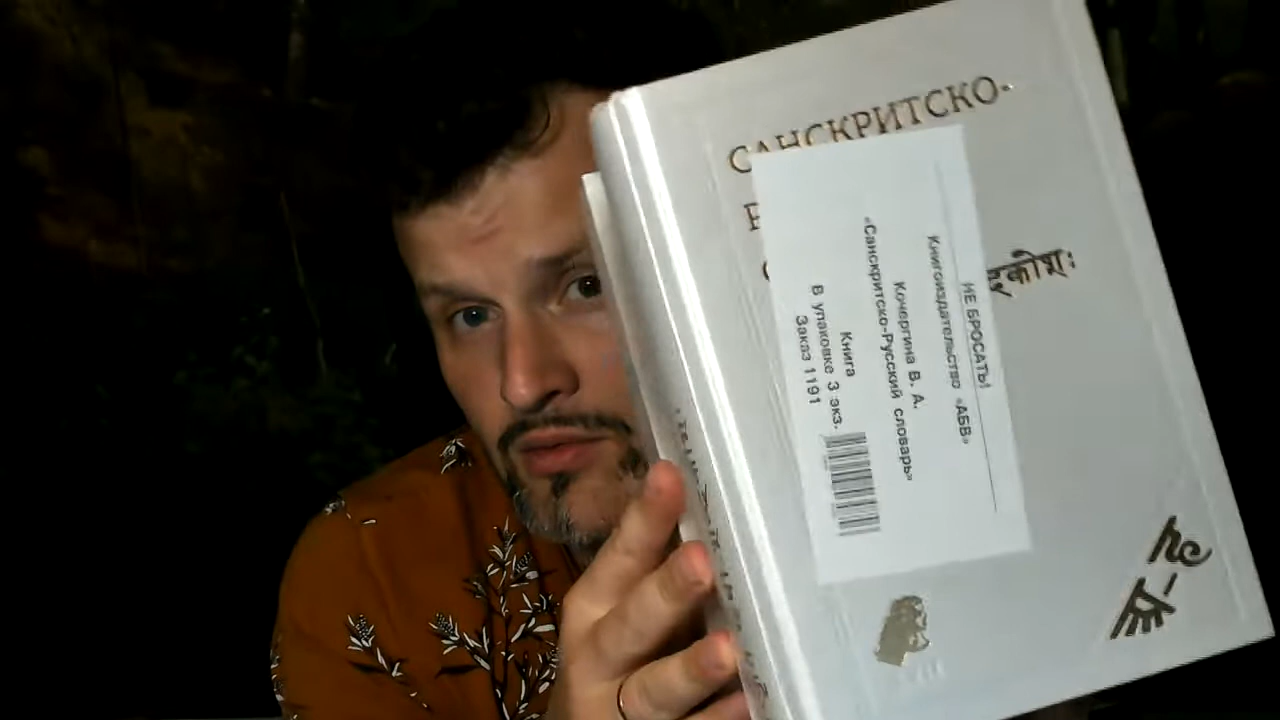 САНСКРИТСКО-
कोशः
НЕ БРОСАТЬ!
Книгоиздательство «АБВ»
Кочергина В. А.
«Санскритско-Русский словарь»
Книга
В упаковке 3 экз.
Заказ 1191